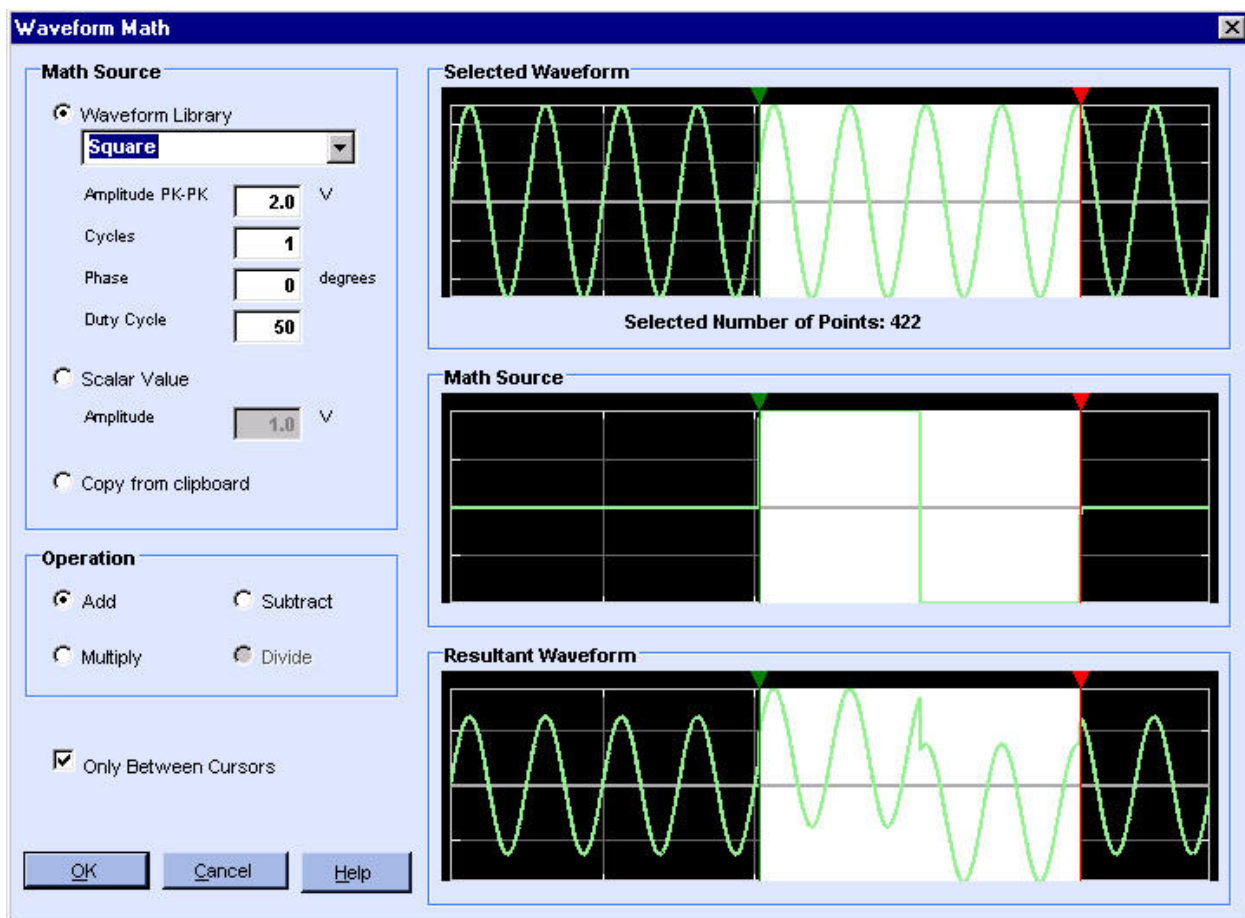 Waveform Math
Math Source
Waveform Library
Square
Amplitude PK-PK 2.0 V
Cycles 1
Phase 0 degrees
Duty Cycle 50
Scalar Value
Amplitude 1.0 V
Copy from clipboard
Operation
Add Subtract
Multiply Divide
Only Between Cursors
OK Cancel Help
Selected Waveform
Selected Number of Points: 422
Math Source
Resultant Waveform